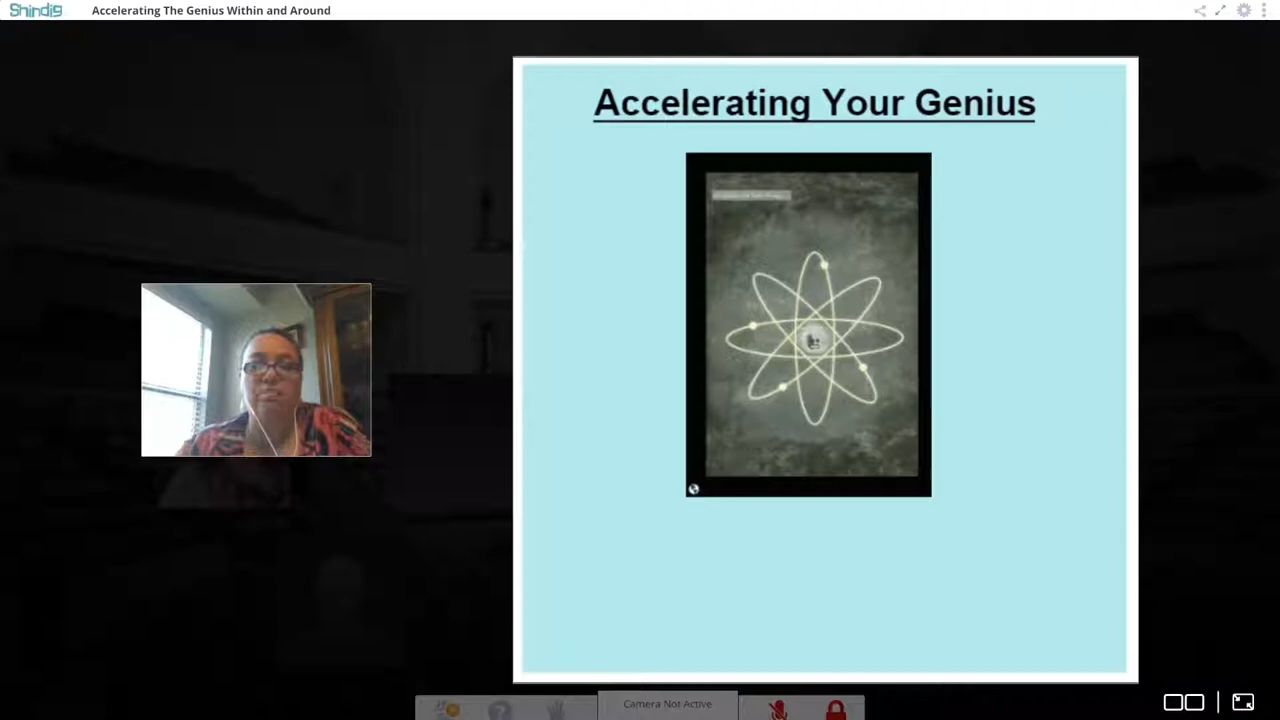 Shindig
Accelerating The Genius Within and Around
Accelerating Your Genius
Camera Not Active